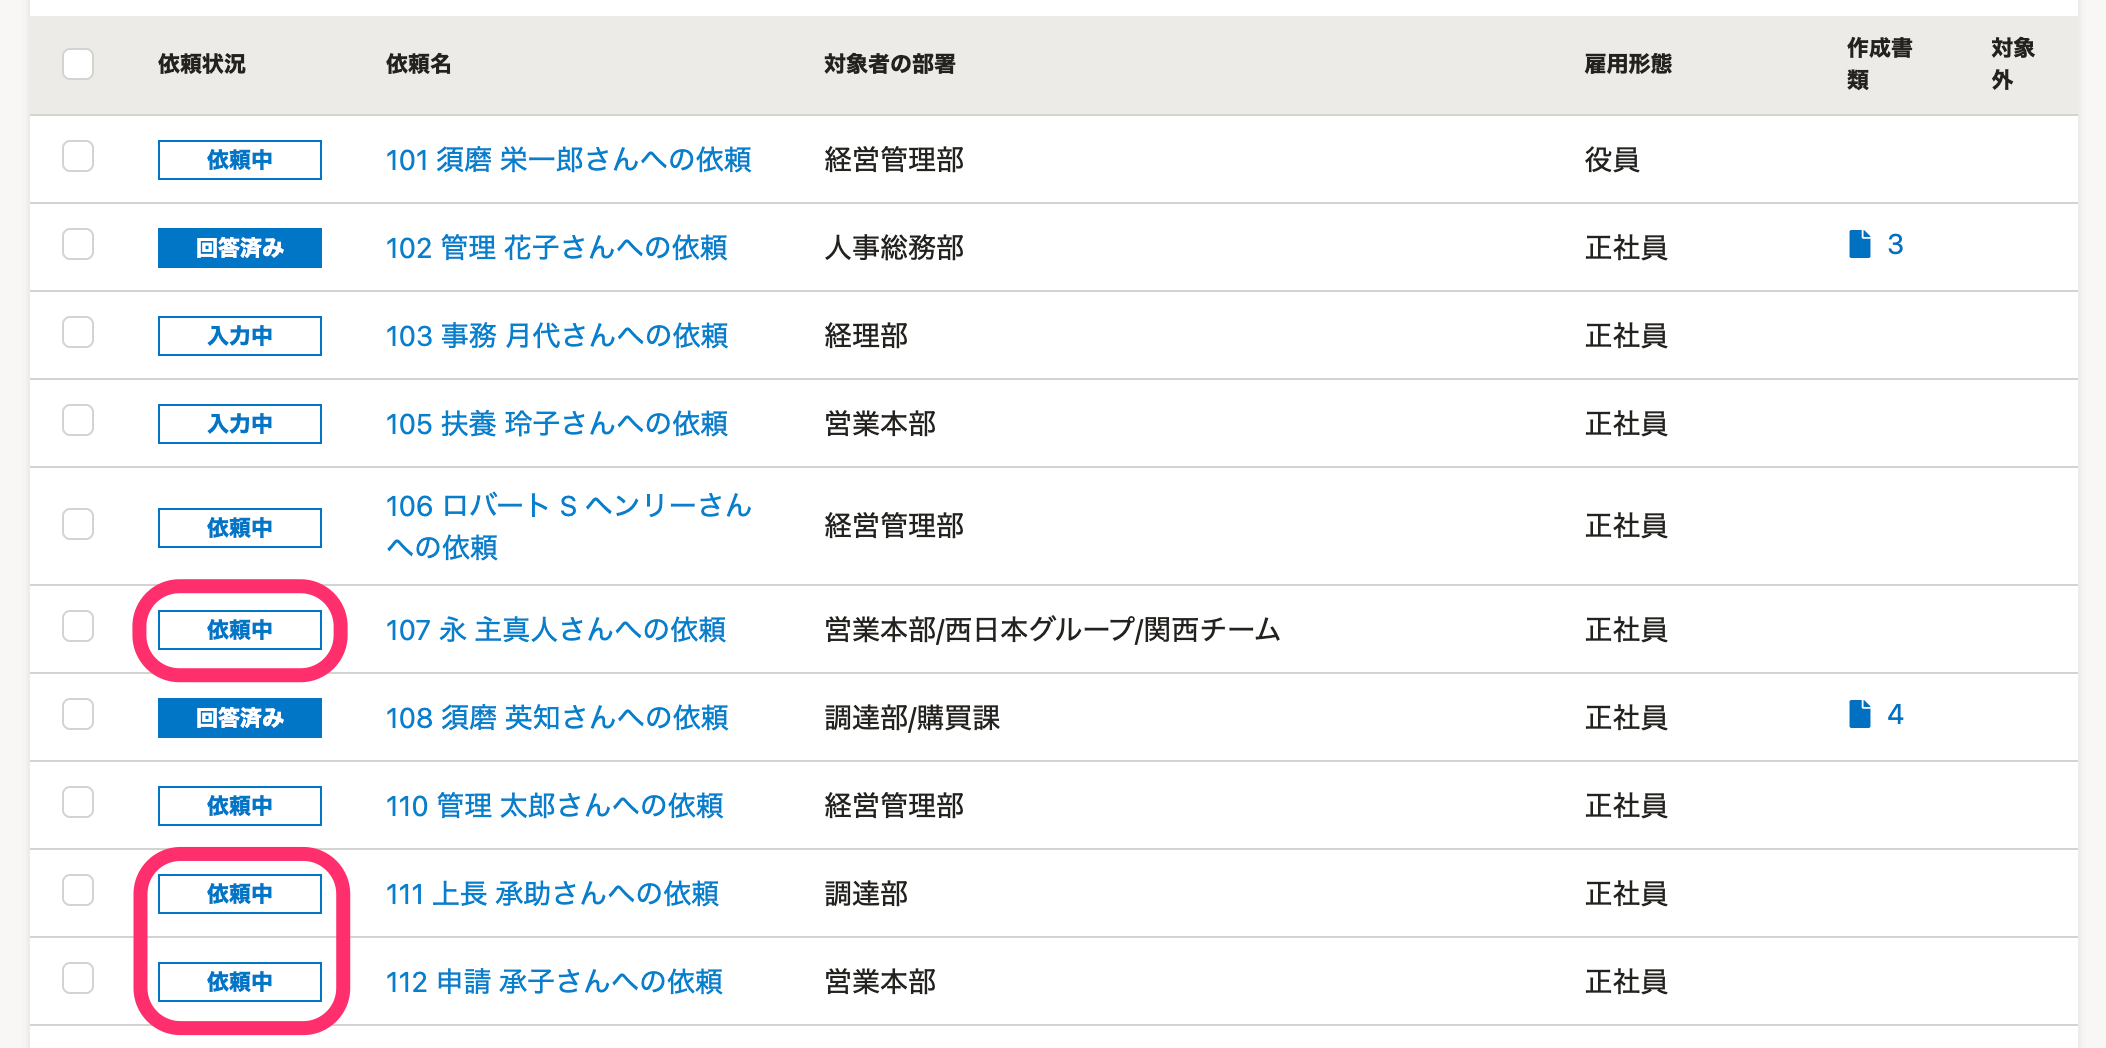 依頼状況 依頼名 対象者の部署 雇用形態 作成書類 対象外
依頼中 101 須磨 栄一郎さんへの依頼 経営管理部 役員
回答済み 102 管理 花子さんへの依頼 人事総務部 正社員 3
入力中 103 事務 月代さんへの依頼 経理部 正社員
入力中 105 扶養 玲子さんへの依頼 営業本部 正社員
依頼中 106 ロバート S ヘンリーさん
への依頼 経営管理部 正社員
依頼中 107 永 主真人さんへの依頼 営業本部/西日本グループ/関西チーム 正社員
回答済み 108 須磨 英知さんへの依頼 調達部/購買課 正社員 4
依頼中 110 管理 太郎さんへの依頼 経営管理部 正社員
依頼中 111 上長 承助さんへの依頼 調達部 正社員
依頼中 112 申請 承子さんへの依頼 営業本部 正社員